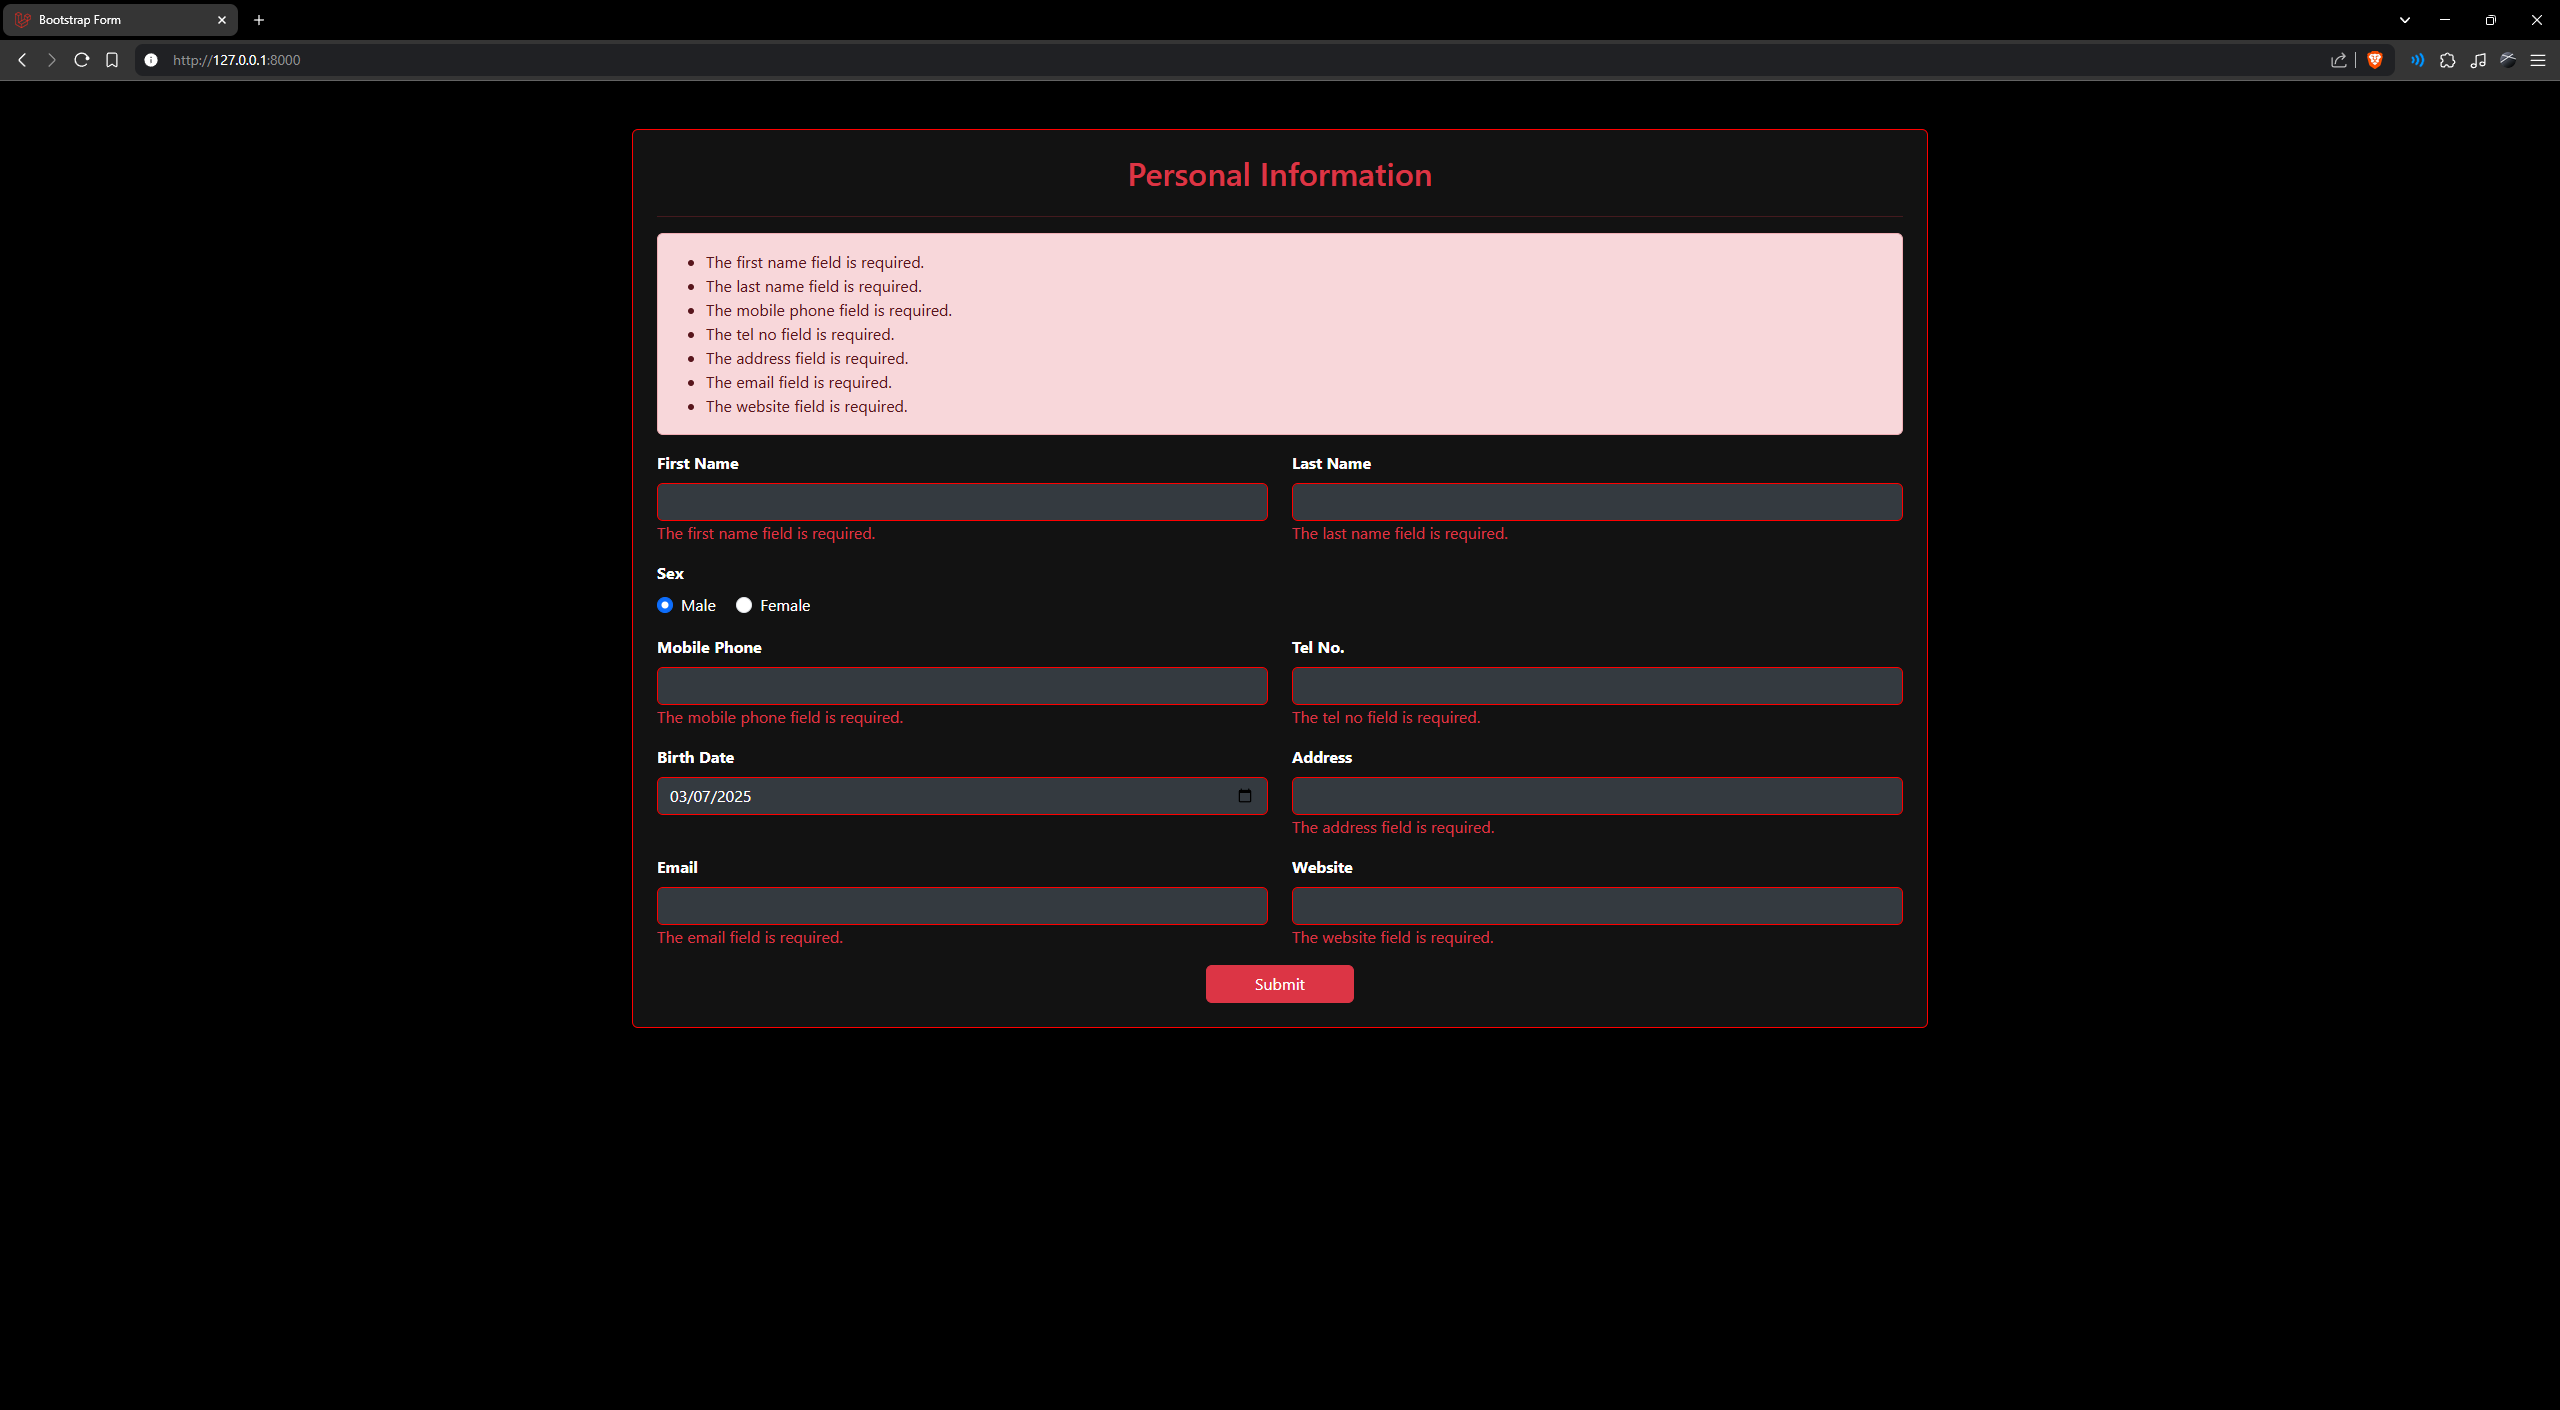 Bootstrap Form
http://127.0.0.1:8000
Personal Information
The first name field is required.
The last name field is required.
The mobile phone field is required.
The tel no field is required.
The address field is required.
The email field is required.
The website field is required.
First Name Last Name
The first name field is required. The last name field is required.
Sex
Male Female
Mobile Phone Tel No.
The mobile phone field is required. The tel no field is required.
Birth Date Address
03/07/2025
The address field is required.
Email Website
The email field is required. The website field is required.
Submit